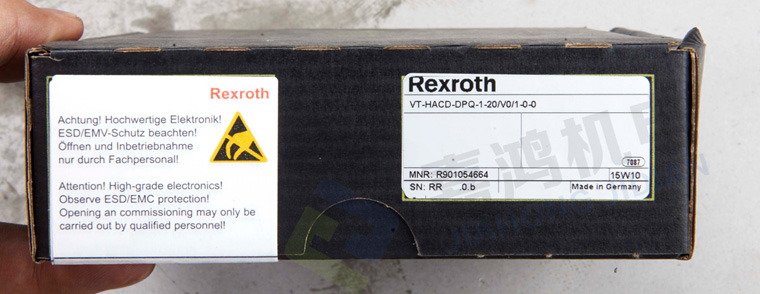 Rexroth
Achtung! Hochwertige Elektronik!
ESD/EMV-Schutz beachten!
Öffnen und Inbetriebnahme
nur durch Fachpersonal!
Attention! High-grade electronics!
Observe ESD/EMC protection!
Opening an commissioning may only be
carried out by qualified personnel!
Rexroth
VT-HACD-DPQ-1-20/V0/1-0-0
7087
MNR: R901054664
15W10
SN: RR .0.b
Made in Germany